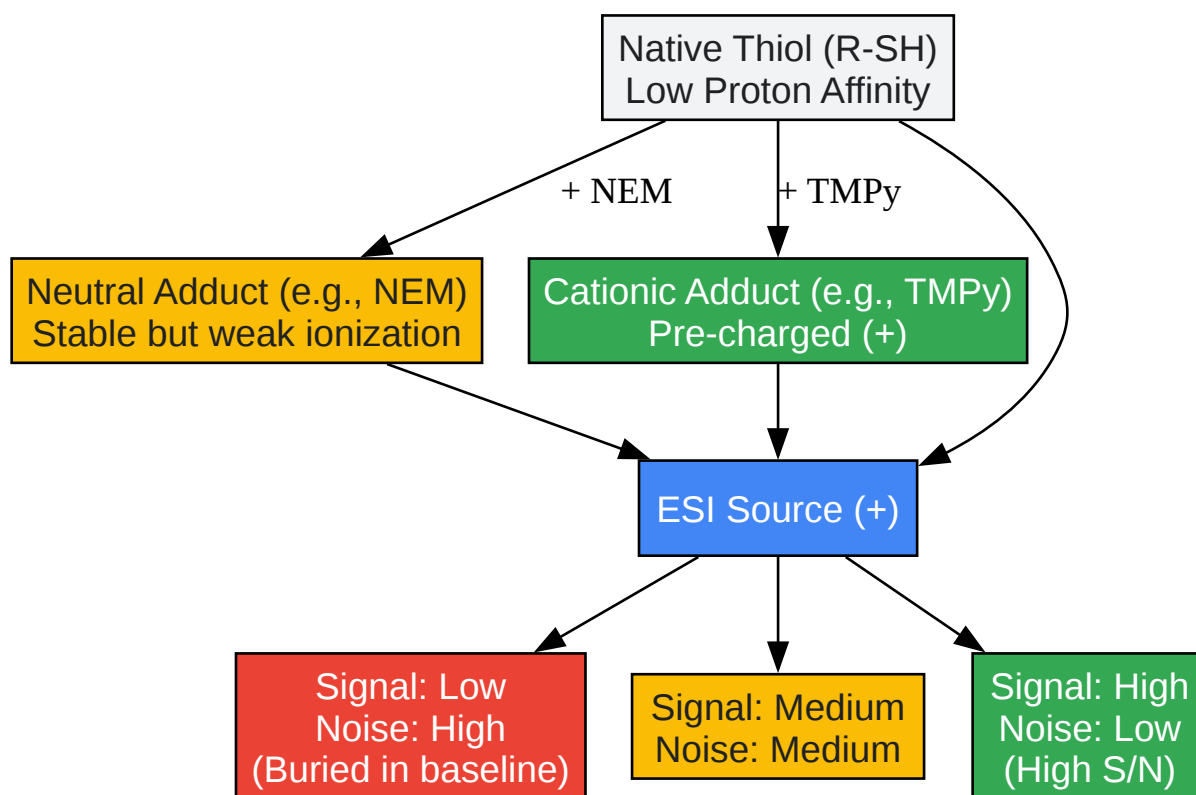 Native Thiol (R-SH)
Low Proton Affinity
+ NEM
+ TMPy
Neutral Adduct (e.g., NEM)
Stable but weak ionization
Cationic Adduct (e.g., TMPy)
Pre-charged (+)
ESI Source (+)
Signal: Low
Noise: High
(Buried in baseline)
Signal: Medium
Noise: Medium
Signal: High
Noise: Low
(High S/N)